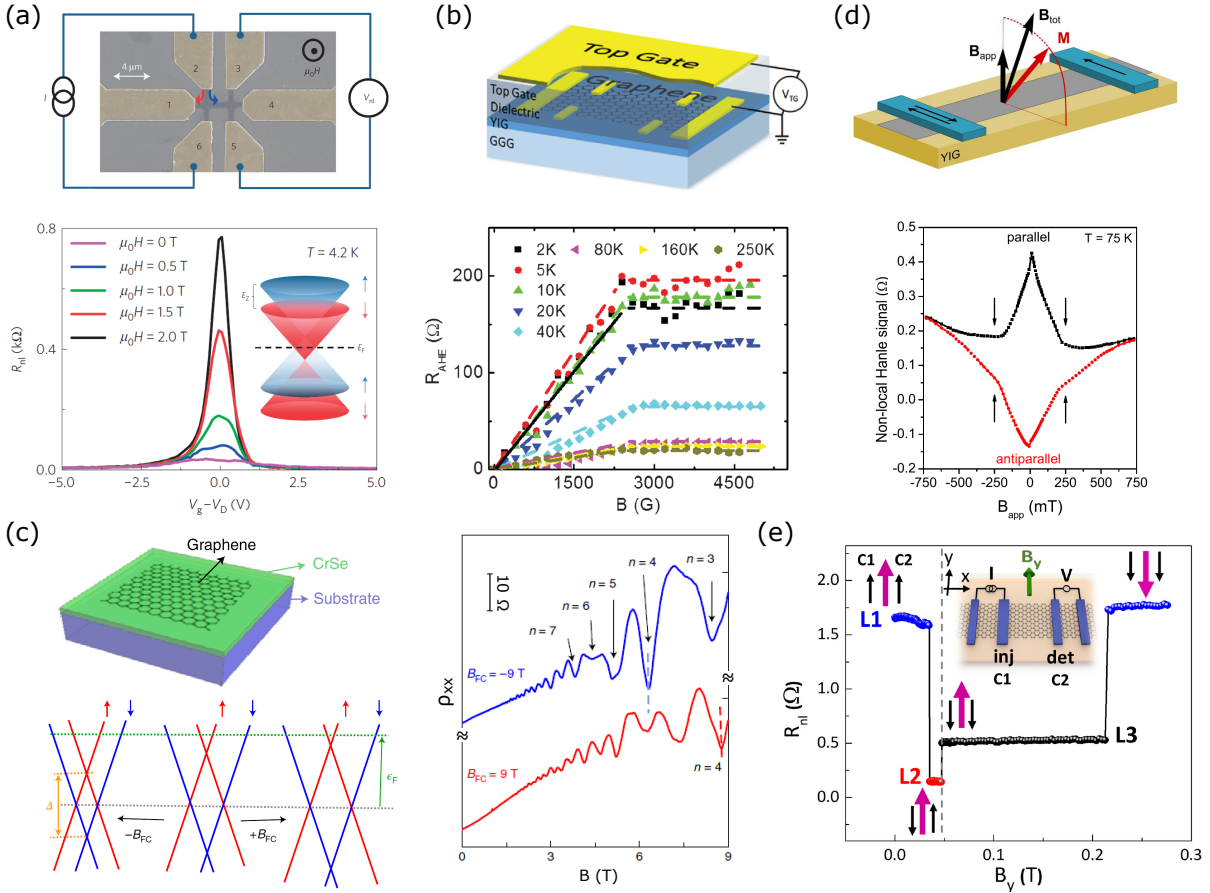 (a)
4 μm
2
3
μ₀H
I
1
4
Vnl
6
5
0.8
μ₀H = 0 T
μ₀H = 0.5 T
μ₀H = 1.0 T
μ₀H = 1.5 T
μ₀H = 2.0 T
T = 4.2 K
EZ
EF
Rnl (kΩ)
0.4
0.0
-5.0
-2.5
0
2.5
5.0
Vg–VD (V)
(b)
Top Gate
Graphene
Top Gate
Dielectric
YIG
GGG
VTG
2K
80K
160K
250K
5K
10K
20K
40K
RAHE (Ω)
200
150
100
50
0
0
1500
3000
4500
B (G)
(c)
Graphene
CrSe
Substrate
Δ
–BFC
+BFC
ϵF
10 Ω
n = 3
n = 4
n = 5
n = 6
n = 7
BFC = −9 T
BFC = 9 T
n = 4
ρXX
0
3
6
9
B (T)
(d)
Btot
Bapp
M
YIG
parallel
T = 75 K
antiparallel
Non-local Hanle signal (Ω)
0.5
0.4
0.3
0.2
0.1
0.0
-0.1
-0.2
-750
-500
-250
0
250
500
750
Bapp (mT)
(e)
C1
C2
y
x
I
By
V
L1
inj
det
C1
C2
L2
L3
Rnl (Ω)
2.0
1.5
1.0
0.5
0.0
0.0
0.1
0.2
0.3
By (T)